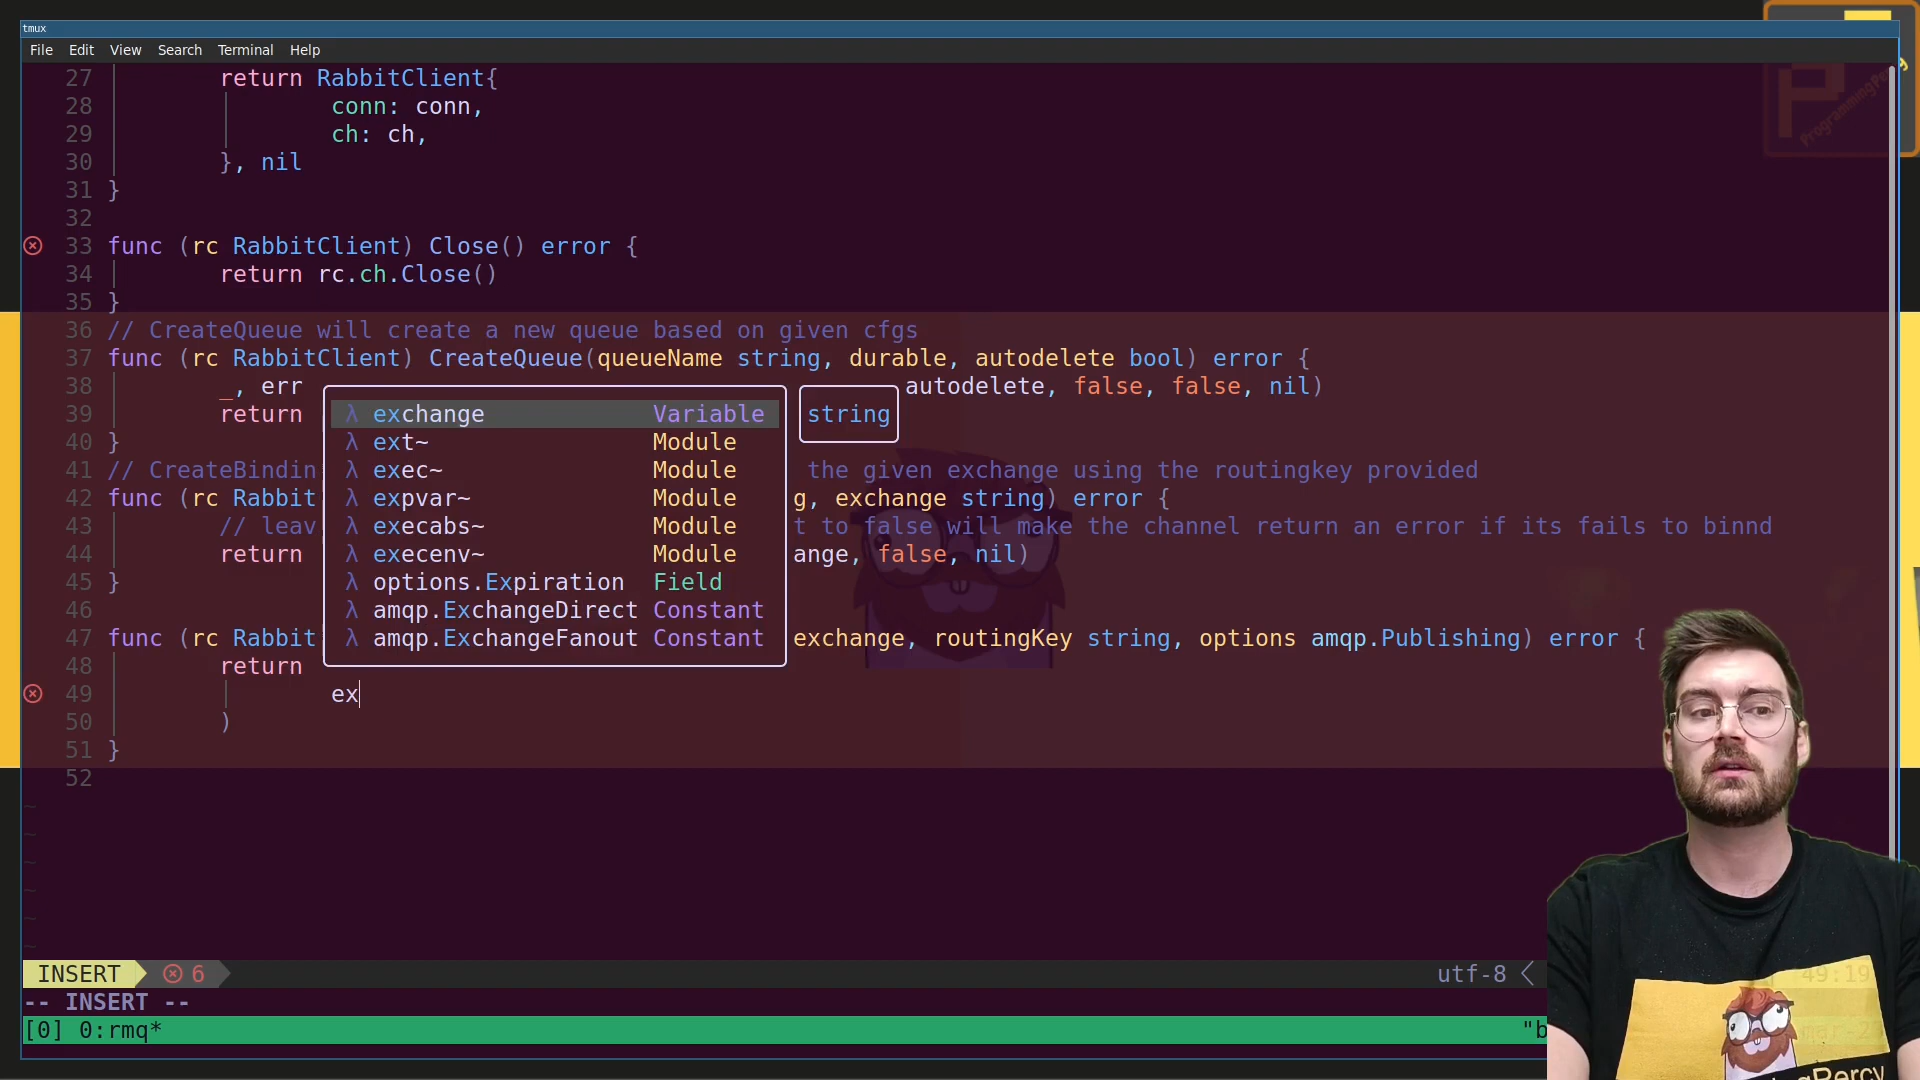 tmux
File Edit View Search Terminal Help
27 return RabbitClient{
28 conn: conn,
29 ch: ch,
30 }, nil
31 }
32
33 func (rc RabbitClient) Close() error {
34 return rc.ch.Close()
35 }
36 // CreateQueue will create a new queue based on given cfgs
37 func (rc RabbitClient) CreateQueue(queueName string, durable, autodelete bool) error {
38 _, err autodelete, false, false, nil)
39 return
40 }
41 // CreateBindin the given exchange using the routingkey provided
42 func (rc Rabbit g, exchange string) error {
43 // leav t to false will make the channel return an error if its fails to binnd
44 return ange, false, nil)
45 }
46
47 func (rc Rabbit exchange, routingKey string, options amqp.Publishing) error {
48 return
49 ex
50 )
51 }
52
λ exchange Variable
λ ext~ Module
λ exec~ Module
λ expvar~ Module
λ execabs~ Module
λ execenv~ Module
λ options.Expiration Field
λ amqp.ExchangeDirect Constant
λ amqp.ExchangeFanout Constant
string
~
~
~
~
~
~
INSERT 6 utf-8 49:19
-- INSERT --
[0] 0:rmq* "b
ProgrammingPercy